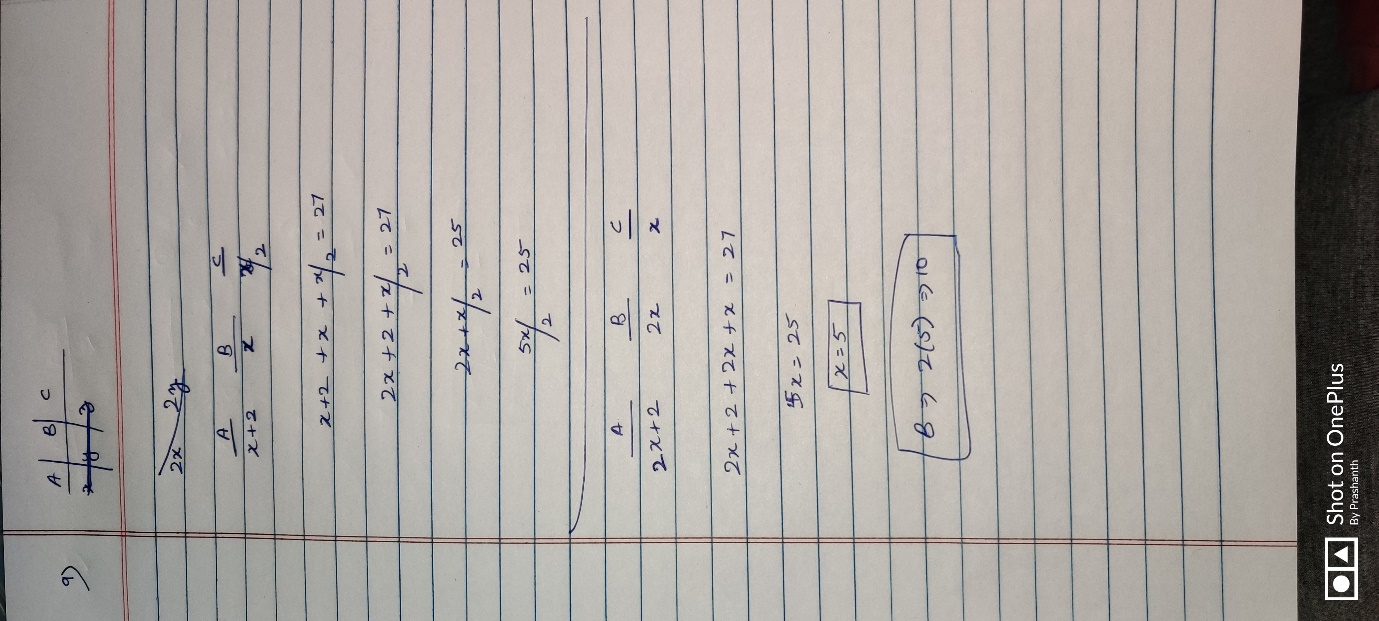 9) A B C
x y z
2x 2y
A B C
x+2 x x/2
x+2 +x + x/2 = 27
2x + 2 + x/2 = 27
2x + x/2 = 25
5x/2 = 25
A B C
2x+2 2x x
2x + 2 + 2x + x = 27
5x = 25
x = 5
B => 2(5) => 10
Shot on OnePlus
By Prashanth